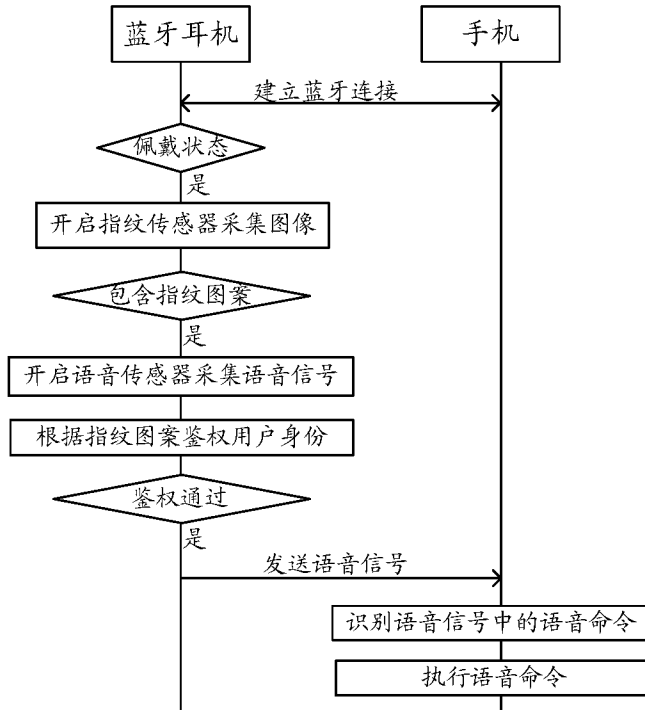 蓝牙耳机
手机
建立蓝牙连接
佩戴状态
是
开启指纹传感器采集图像
包含指纹图案
是
开启语音传感器采集语音信号
根据指纹图案鉴权用户身份
鉴权通过
是
发送语音信号
识别语音信号中的语音命令
执行语音命令